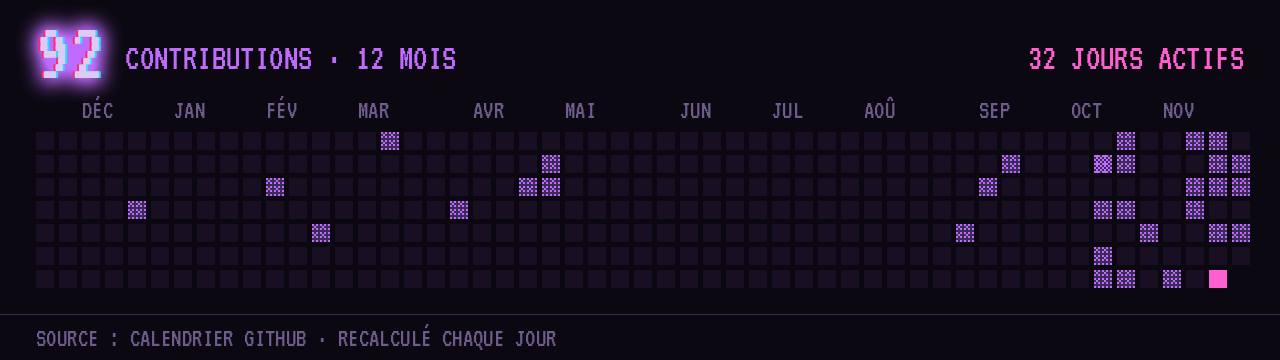 92 CONTRIBUTIONS · 12 MOIS 32 JOURS ACTIFS
DÉC JAN FÉV MAR AVR MAI JUN JUL AOÛ SEP OCT NOV
SOURCE : CALENDRIER GITHUB · RECALCULÉ CHAQUE JOUR